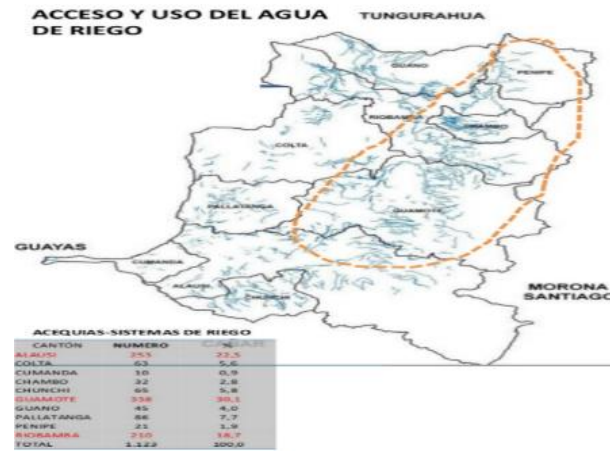 ACCESO Y USO DEL AGUA
DE RIEGO
TUNGURAHUA
GUANO
PENIPE
RIOBAMBA
CHAMBO
COLTA
PALLATANGA
GUAMOTE
GUAYAS
CUMANDA
ALAUSI
CHUNCHI
MORONA
SANTIAGO
ACEQUIAS-SISTEMAS DE RIEGO
CANTÓN NUMERO %
ALAUSI 253 22,5
COLTA 63 5,6
CUMANDA 10 0,9
CHAMBO 32 2,8
CHUNCHI 65 5,8
GUAMOTE 338 30,1
GUANO 45 4,0
PALLATANGA 86 7,7
PENIPE 21 1,9
RIOBAMBA 210 18,7
TOTAL 1.123 100,0